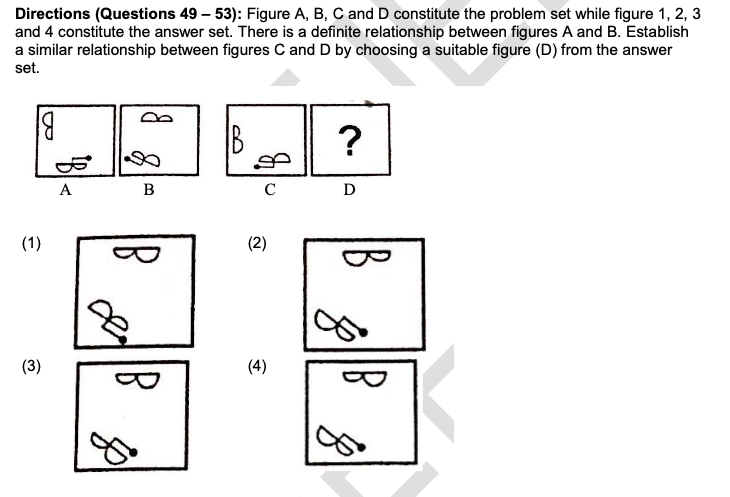 Directions (Questions 49 – 53): Figure A, B, C and D constitute the problem set while figure 1, 2, 3
and 4 constitute the answer set. There is a definite relationship between figures A and B. Establish
a similar relationship between figures C and D by choosing a suitable figure (D) from the answer
set.
B ?
A B C D
(1) (2)
(3) (4)